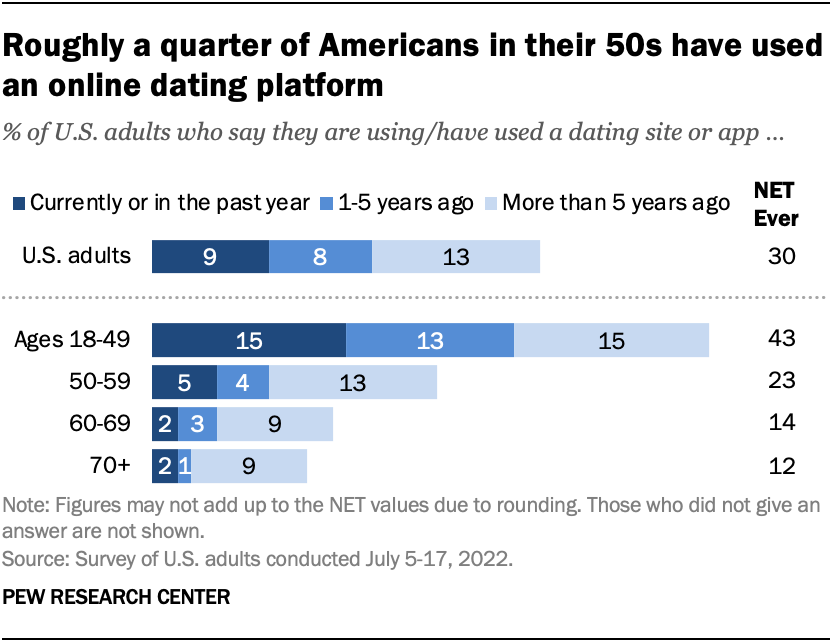 Roughly a quarter of Americans in their 50s have used
an online dating platform
% of U.S. adults who say they are using/have used a dating site or app ...
Currently or in the past year 1-5 years ago More than 5 years ago NET
Ever
U.S. adults 9 8 13 30
Ages 18-49 15 13 15 43
50-59 5 4 13 23
60-69 2 3 9 14
70+ 2 1 9 12
Note: Figures may not add up to the NET values due to rounding. Those who did not give an
answer are not shown.
Source: Survey of U.S. adults conducted July 5-17, 2022.
PEW RESEARCH CENTER